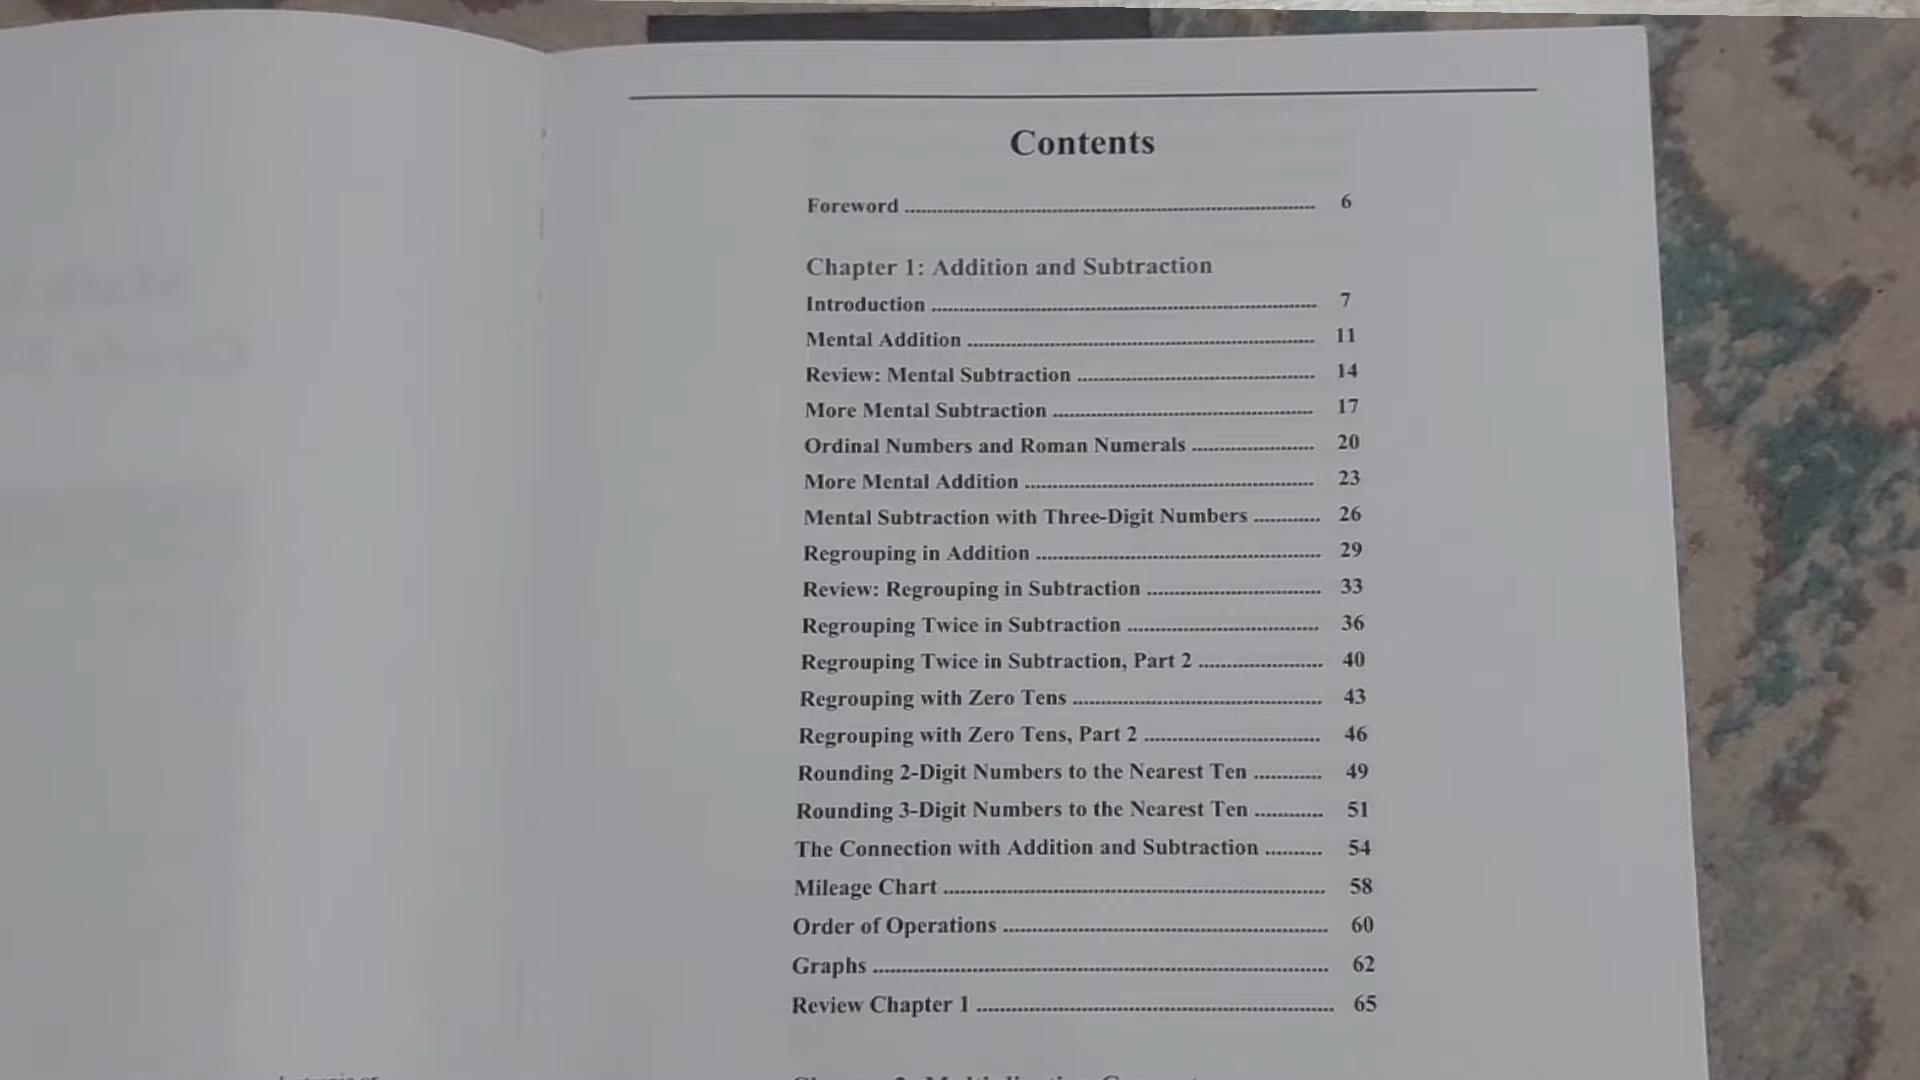 Contents
Foreword 6
Chapter 1: Addition and Subtraction
Introduction 7
Mental Addition 11
Review: Mental Subtraction 14
More Mental Subtraction 17
Ordinal Numbers and Roman Numerals 20
More Mental Addition 23
Mental Subtraction with Three-Digit Numbers 26
Regrouping in Addition 29
Review: Regrouping in Subtraction 33
Regrouping Twice in Subtraction 36
Regrouping Twice in Subtraction, Part 2 40
Regrouping with Zero Tens 43
Regrouping with Zero Tens, Part 2 46
Rounding 2-Digit Numbers to the Nearest Ten 49
Rounding 3-Digit Numbers to the Nearest Ten 51
The Connection with Addition and Subtraction 54
Mileage Chart 58
Order of Operations 60
Graphs 62
Review Chapter 1 65